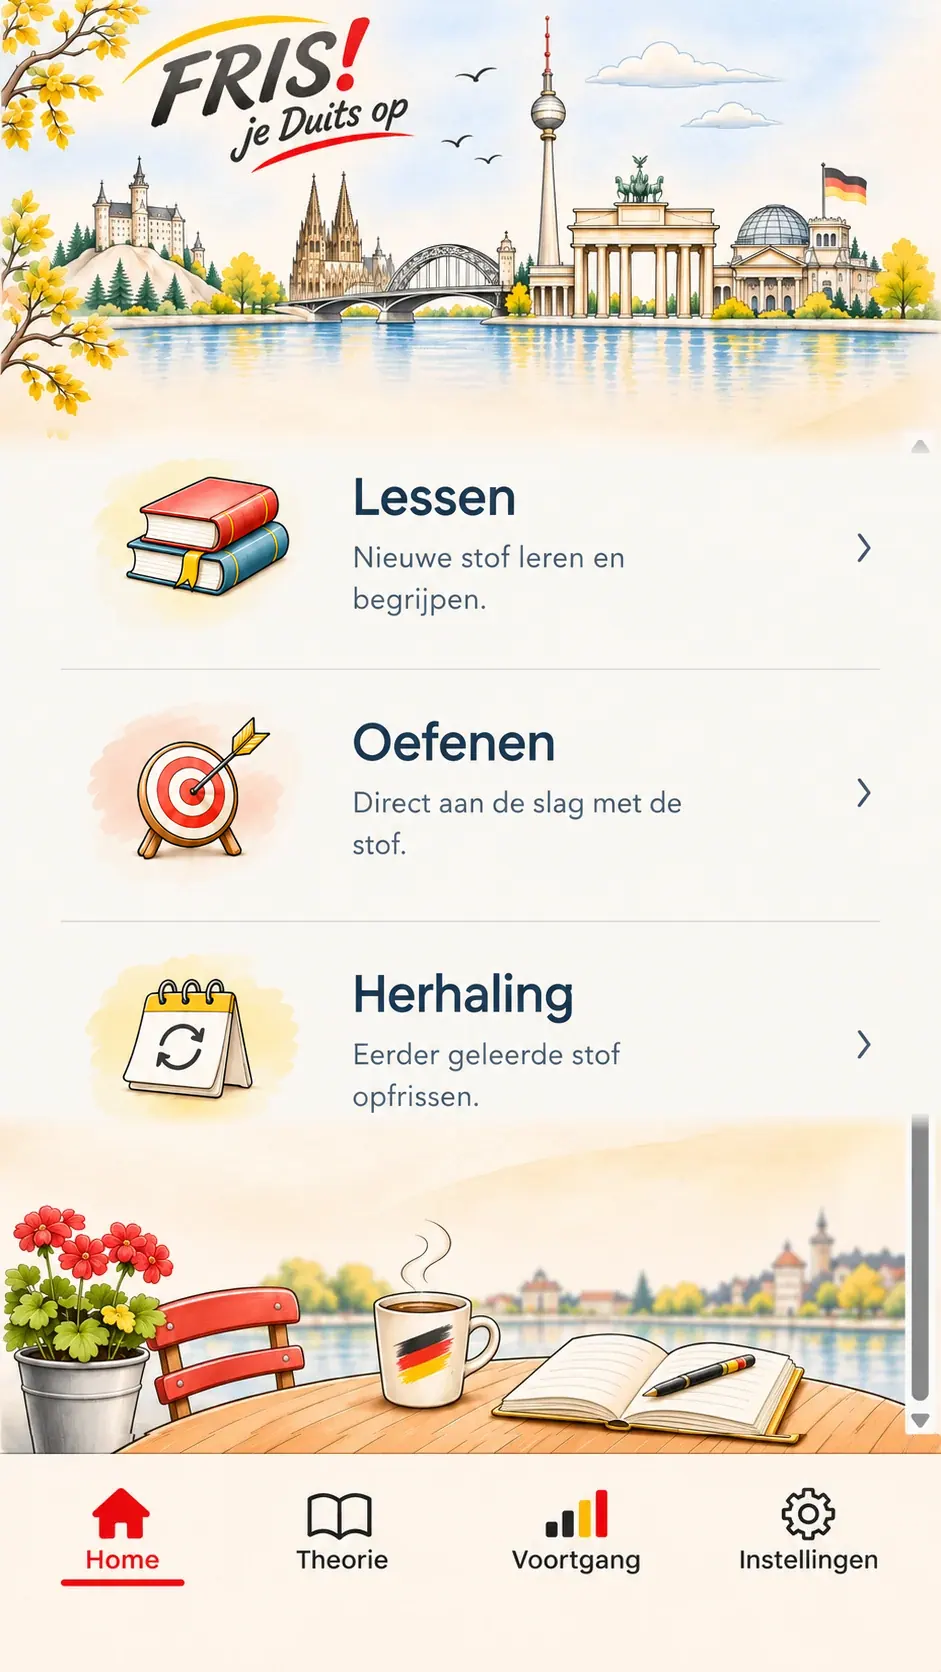 FRIS!
je Duits op
Lessen
Nieuwe stof leren en
begrijpen.
Oefenen
Direct aan de slag met de
stof.
Herhaling
Eerder geleerde stof
opfrissen.
Home
Theorie
Voortgang
Instellingen